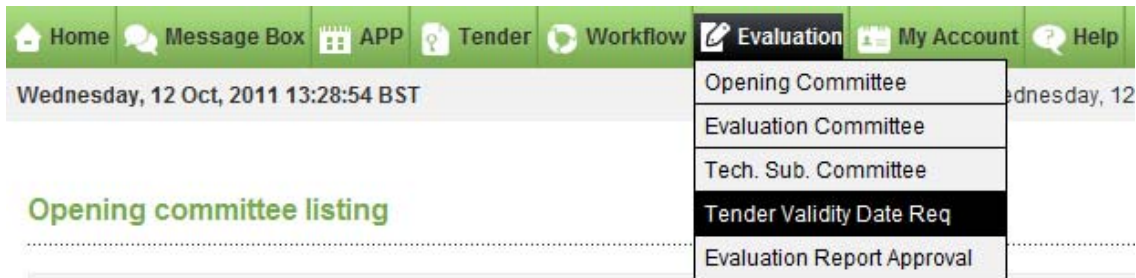 Home Message Box APP Tender Workflow Evaluation My Account Help
Wednesday, 12 Oct, 2011 13:28:54 BST
Opening Committee
Evaluation Committee
Tech. Sub. Committee
Tender Validity Date Req
Evaluation Report Approval
Opening committee listing